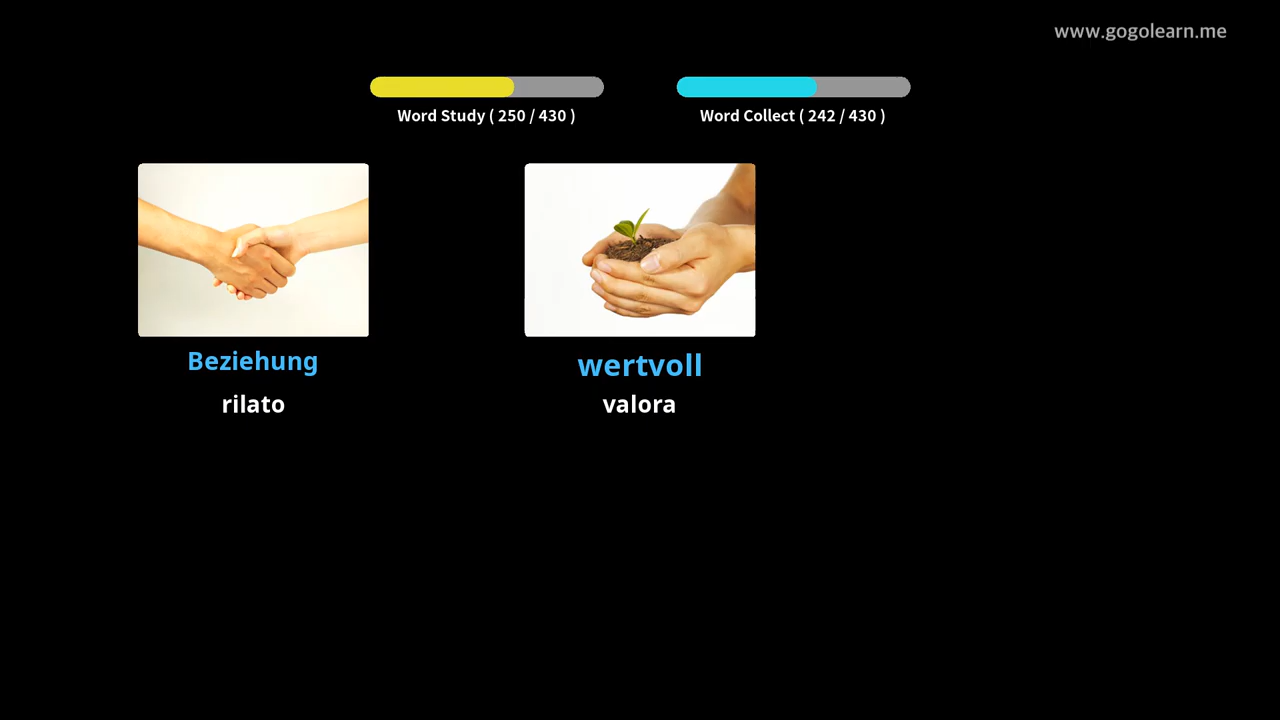 www.gogolearn.me
Word Study ( 250 / 430 )
Word Collect ( 242 / 430 )
Beziehung
rilato
wertvoll
valora